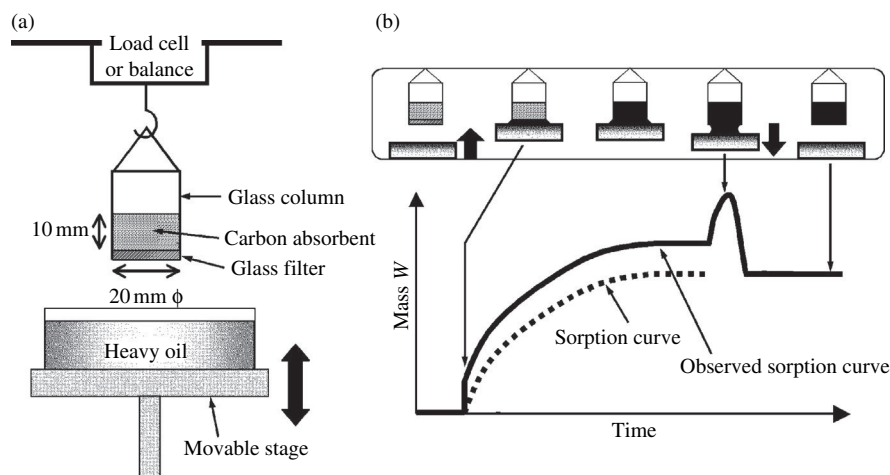 (a)
Load cell
or balance
Glass column
10 mm
Carbon absorbent
Glass filter
20 mm ϕ
Heavy oil
Movable stage
(b)
Mass W
Sorption curve
Observed sorption curve
Time